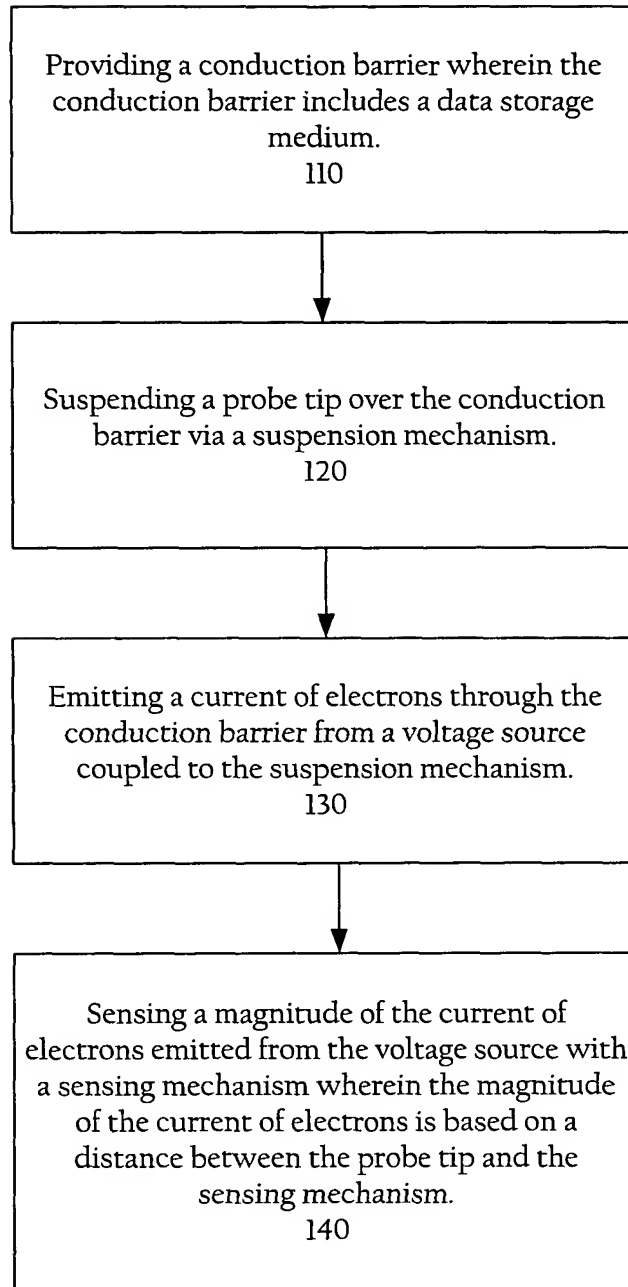 Providing a conduction barrier wherein the
conduction barrier includes a data storage
medium.
110
Suspending a probe tip over the conduction
barrier via a suspension mechanism.
120
Emitting a current of electrons through the
conduction barrier from a voltage source
coupled to the suspension mechanism.
130
Sensing a magnitude of the current of
electrons emitted from the voltage source with
a sensing mechanism wherein the magnitude
of the current of electrons is based on a
distance between the probe tip and the
sensing mechanism.
140